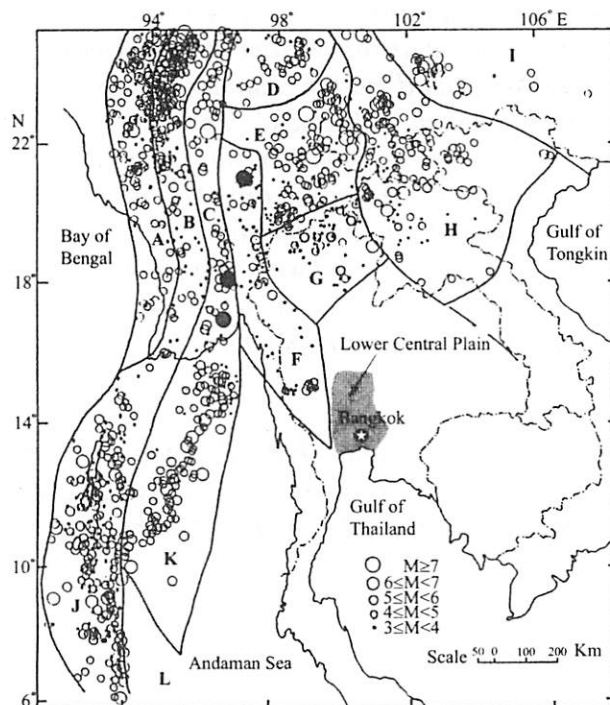 94° 98° 102° 106° E
N
22°
18°
14°
10°
6°
I
D
E
A
B
C
H
G
F
J
K
L
Bay of
Bengal
Gulf of
Tongkin
Lower Central Plain
Bangkok
Gulf of
Thailand
M≥7
6≤M<7
5≤M<6
4≤M<5
3≤M<4
Scale 50 0 100 200 Km
Andaman Sea